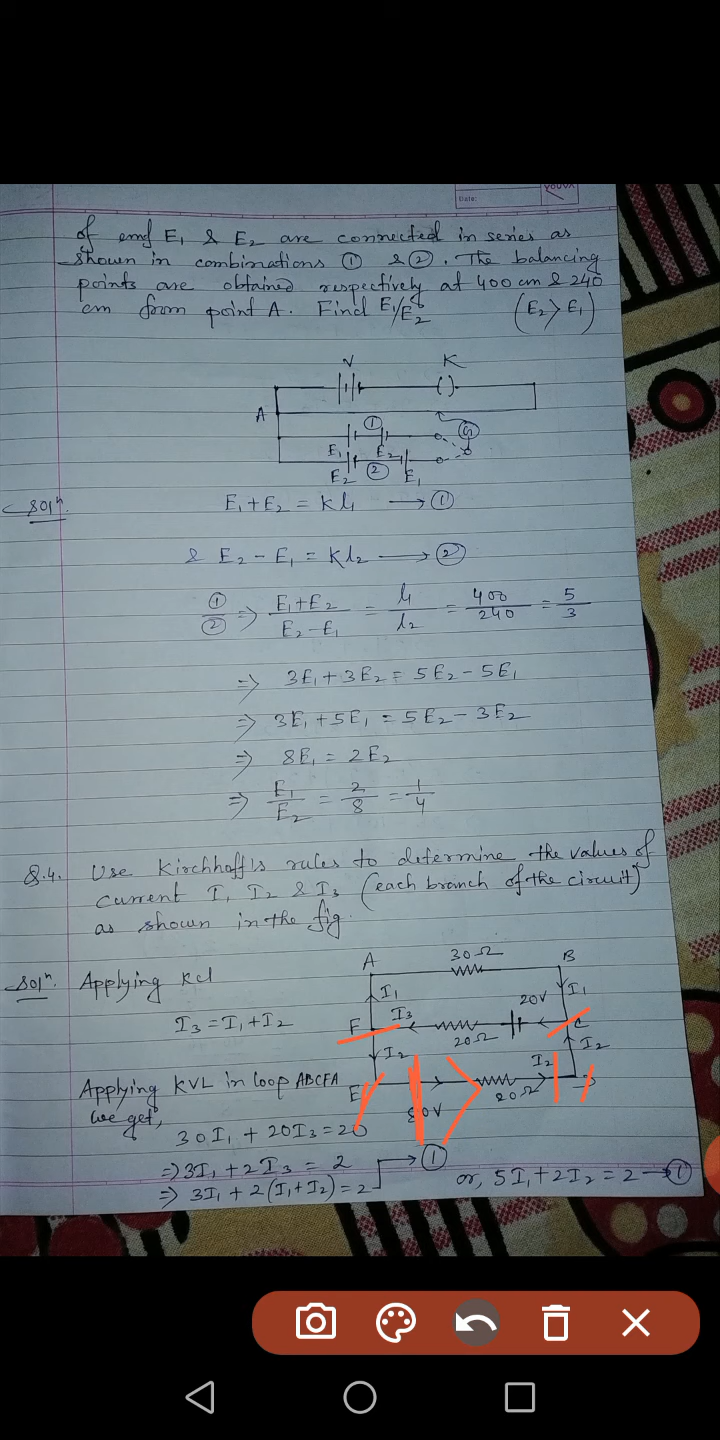 Date:
YOUVA
of emf E₁ & E₂ are connected in series as
shown in combinations ① & ②. The balancing
points are obtained respectively at 400 cm & 240
cm from point A. Find E₁/E₂ (E₂>E₁)
V K
A
① G
E₁ E₂
E₂ ② E₁
Solⁿ. E₁+E₂ = Kl₁ → ①
& E₂ - E₁ = Kl₂ → ②
①/② ⇒ (E₁+E₂)/(E₂-E₁) = l₁/l₂ = 400/240 = 5/3
⇒ 3E₁+3E₂ = 5E₂-5E₁
⇒ 3E₁+5E₁ = 5E₂-3E₂
⇒ 8E₁ = 2E₂
⇒ E₁/E₂ = 2/8 = 1/4
Q.4. Use Kirchhoff's rules to determine the values of
current I₁ I₂ & I₃ (each branch of the circuit)
as shown in the fig.
A 30Ω B
Solⁿ. Applying Kcl
I₁ I₁
I₃ = I₁+I₂
F I₃ 20Ω 20V C
I₂ I₂
Applying KVL in loop ABCFA
E 80V 20Ω I₂ D
we get,
30I₁ + 20I₃ = 20
⇒ 3I₁ + 2I₃ = 2
⇒ 3I₁ + 2(I₁+I₂) = 2 → ①
or, 5I₁+2I₂ = 2 → ①